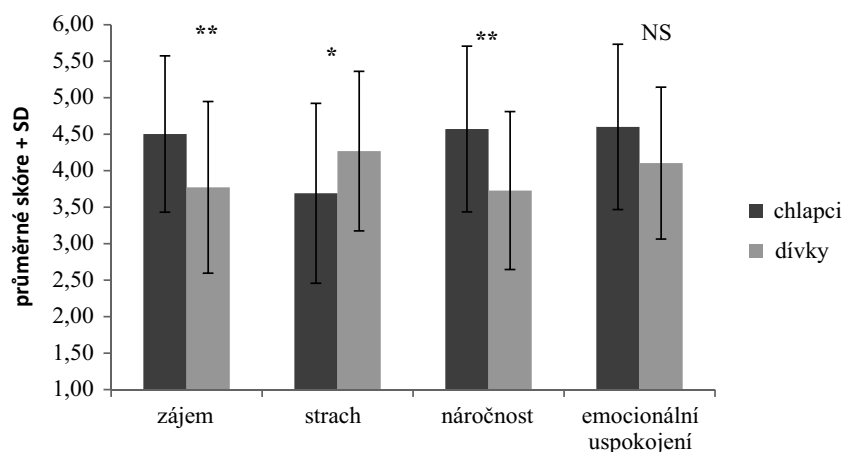 průměrné skóre + SD
6,00
5,50
5,00
4,50
4,00
3,50
3,00
2,50
2,00
1,50
1,00
**
*
**
NS
zájem
strach
náročnost
emocionální
uspokojení
chlapci
dívky